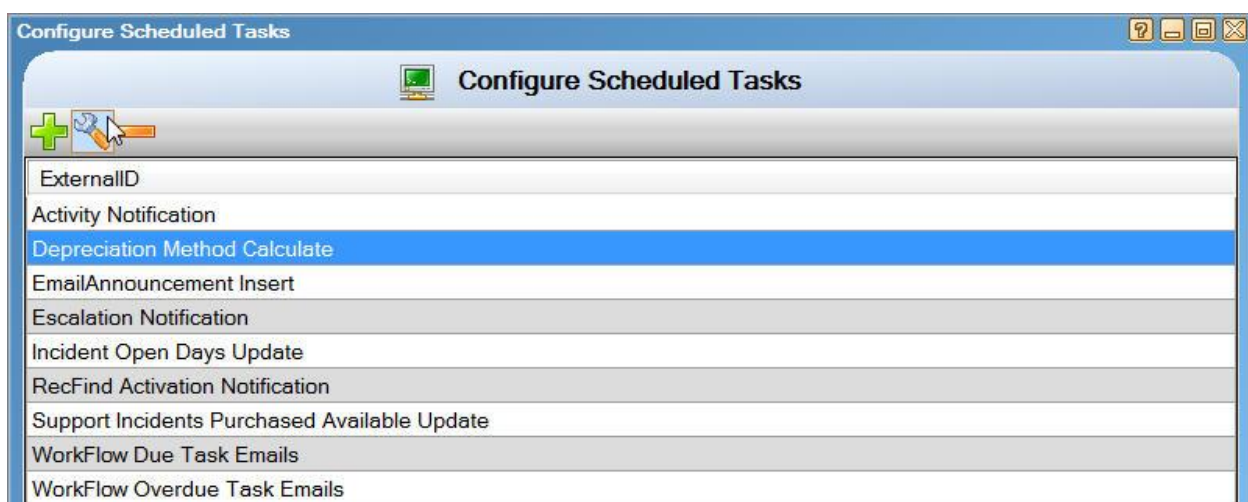 Configure Scheduled Tasks
Configure Scheduled Tasks
ExternalID
Activity Notification
Depreciation Method Calculate
EmailAnnouncement Insert
Escalation Notification
Incident Open Days Update
RecFind Activation Notification
Support Incidents Purchased Available Update
WorkFlow Due Task Emails
WorkFlow Overdue Task Emails